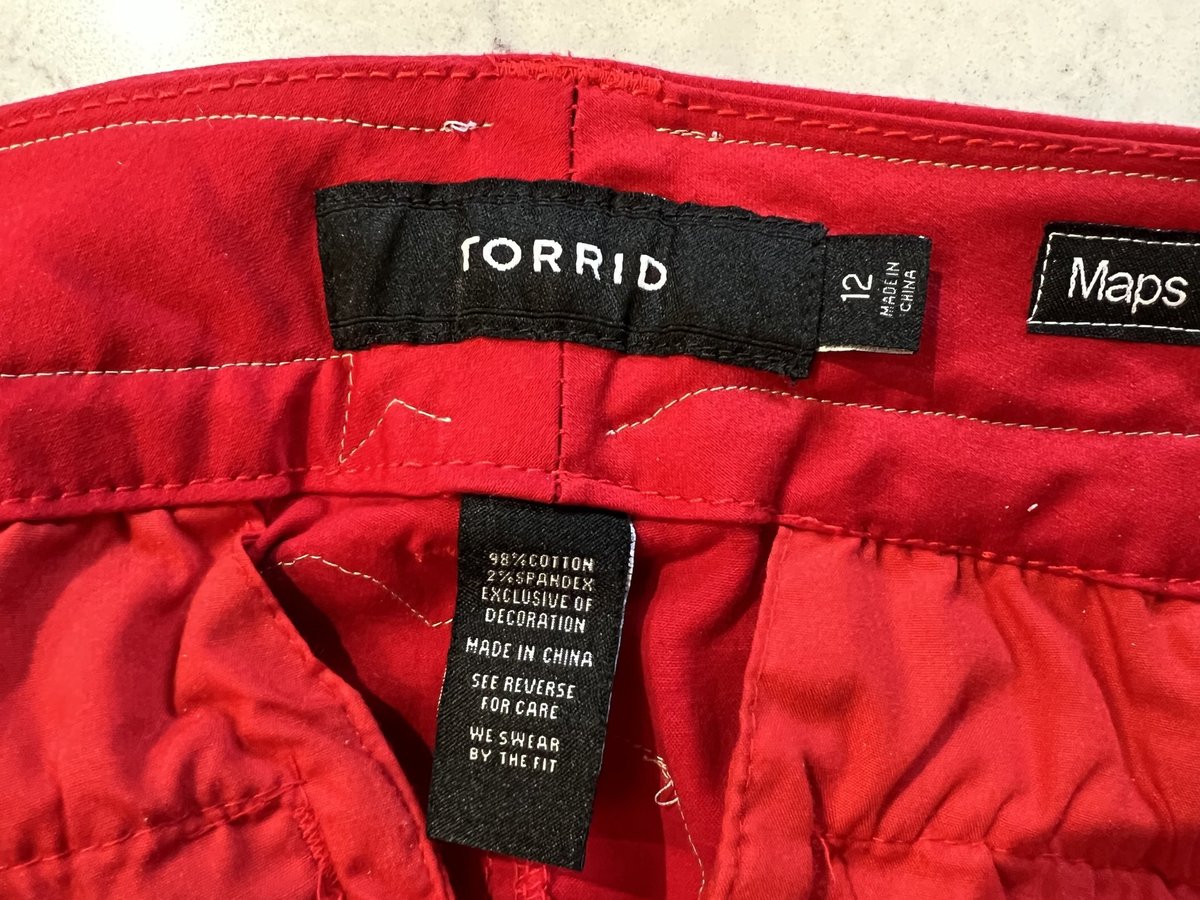 TORRID
12
MADE IN
CHINA
Maps
98% COTTON
2% SPANDEX
EXCLUSIVE OF
DECORATION
MADE IN CHINA
SEE REVERSE
FOR CARE
WE SWEAR
BY THE FIT